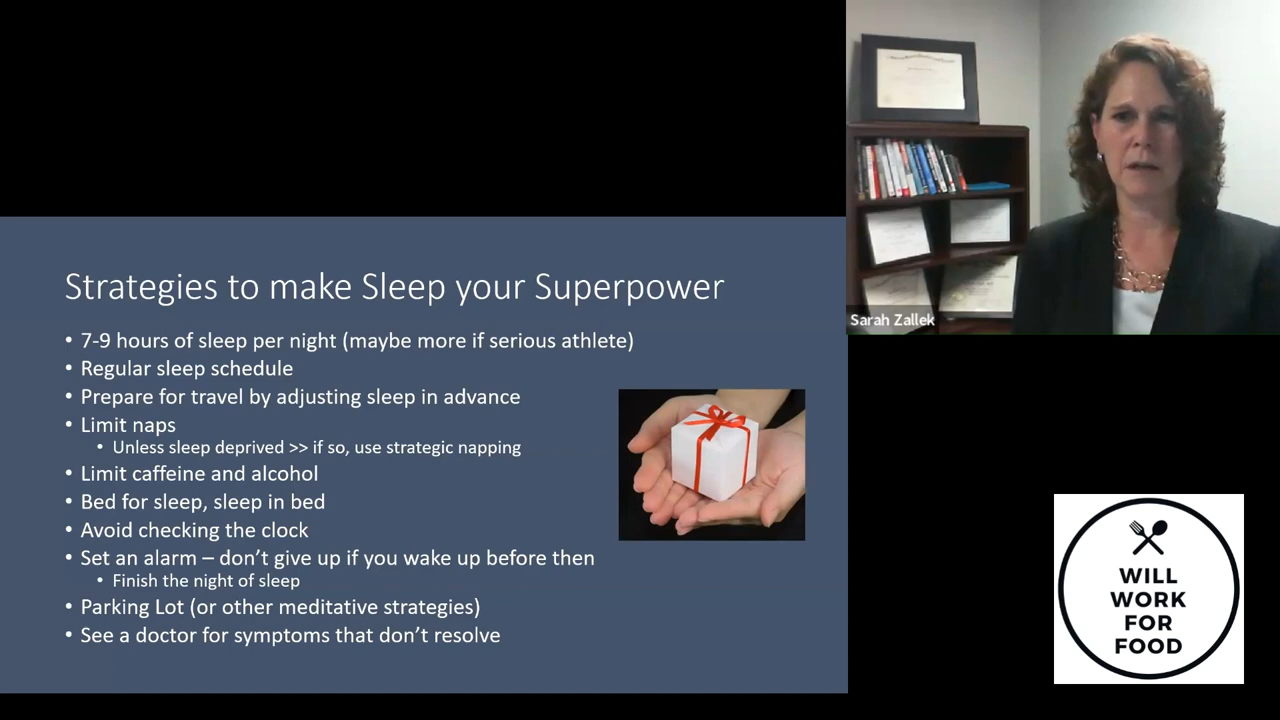 Strategies to make Sleep your Superpower
• 7-9 hours of sleep per night (maybe more if serious athlete)
• Regular sleep schedule
• Prepare for travel by adjusting sleep in advance
• Limit naps
• Unless sleep deprived >> if so, use strategic napping
• Limit caffeine and alcohol
• Bed for sleep, sleep in bed
• Avoid checking the clock
• Set an alarm – don’t give up if you wake up before then
• Finish the night of sleep
• Parking Lot (or other meditative strategies)
• See a doctor for symptoms that don’t resolve
Sarah Zallek
WILL
WORK
FOR
FOOD